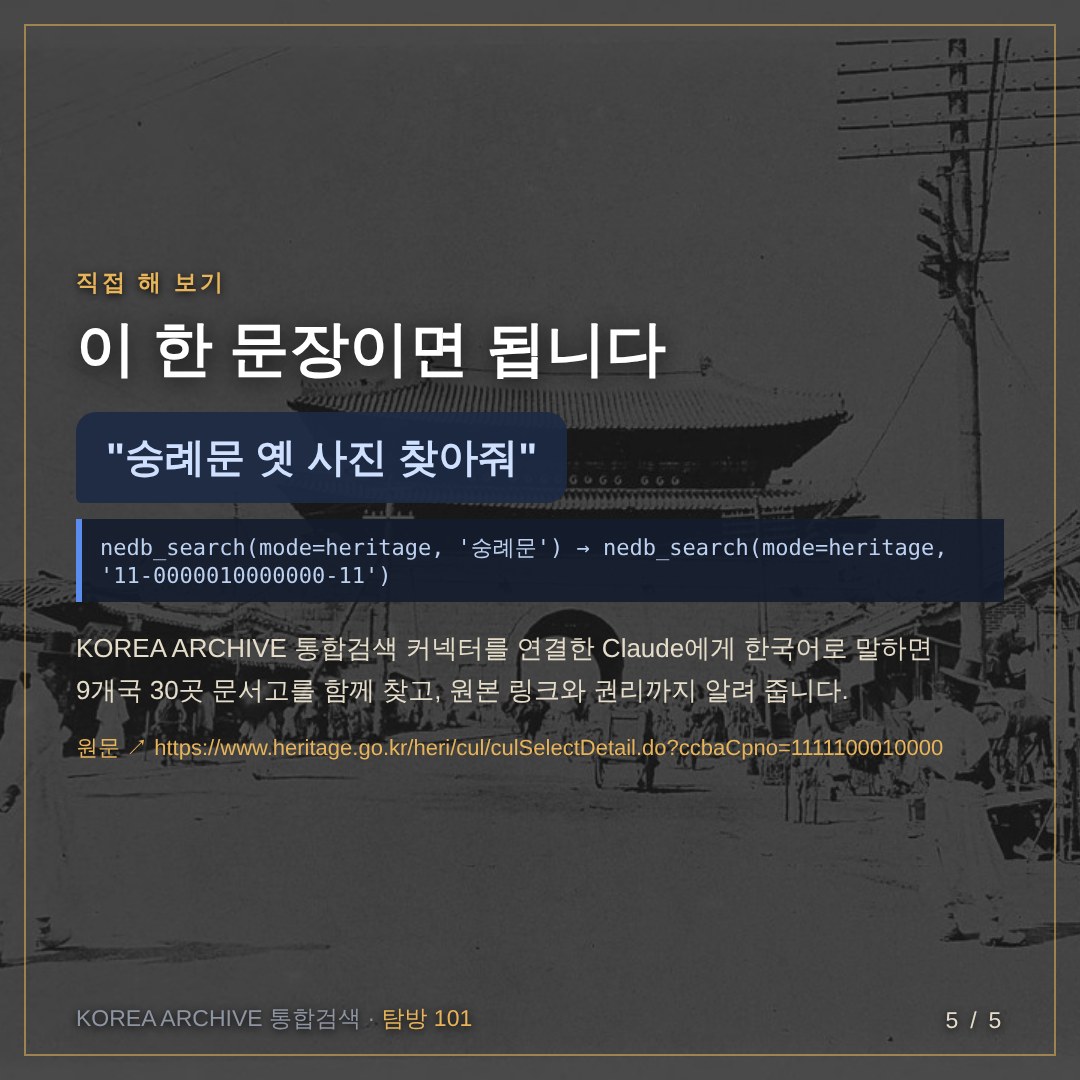 직접 해 보기
이 한 문장이면 됩니다
"숭례문 옛 사진 찾아줘"
nedb_search(mode=heritage, '숭례문') → nedb_search(mode=heritage,
'11-0000010000000-11')
KOREA ARCHIVE 통합검색 커넥터를 연결한 Claude에게 한국어로 말하면
9개국 30곳 문서고를 함께 찾고, 원본 링크와 권리까지 알려 줍니다.
원문 ↗ https://www.heritage.go.kr/heri/cul/culSelectDetail.do?ccbaCpno=1111100010000
KOREA ARCHIVE 통합검색 · 탐방 101
5 / 5